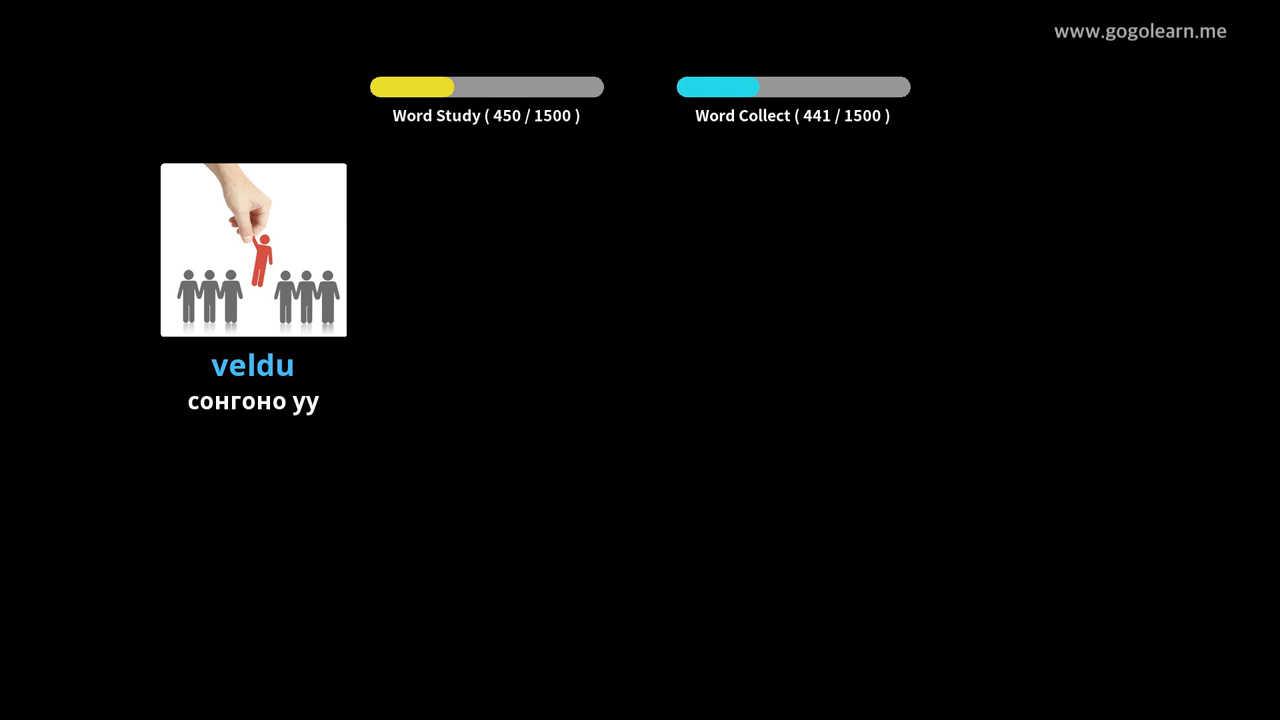 www.gogolearn.me
Word Study ( 450 / 1500 )
Word Collect ( 441 / 1500 )
veldu
сонгоно уу